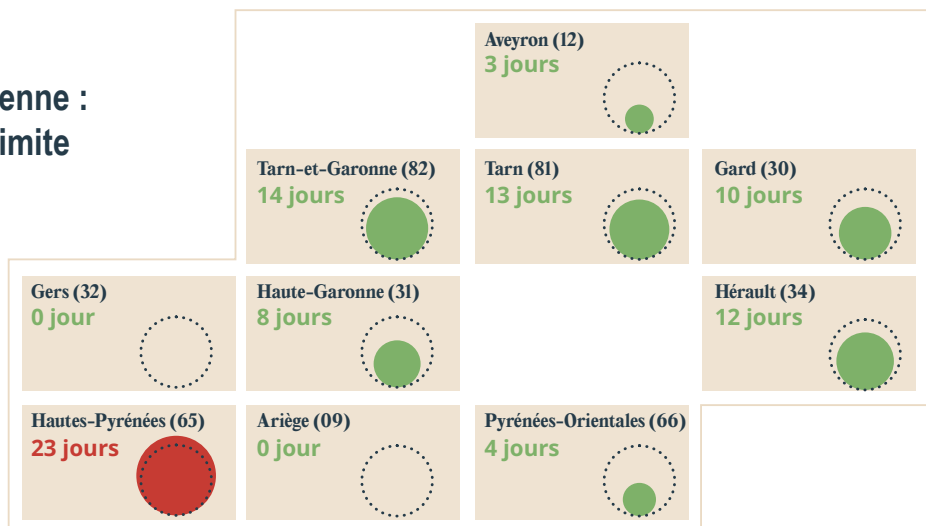 enne :
imite
Aveyron (12)
3 jours
Tarn-et-Garonne (82)
14 jours
Tarn (81)
13 jours
Gard (30)
10 jours
Gers (32)
0 jour
Haute-Garonne (31)
8 jours
Hérault (34)
12 jours
Hautes-Pyrénées (65)
23 jours
Ariège (09)
0 jour
Pyrénées-Orientales (66)
4 jours